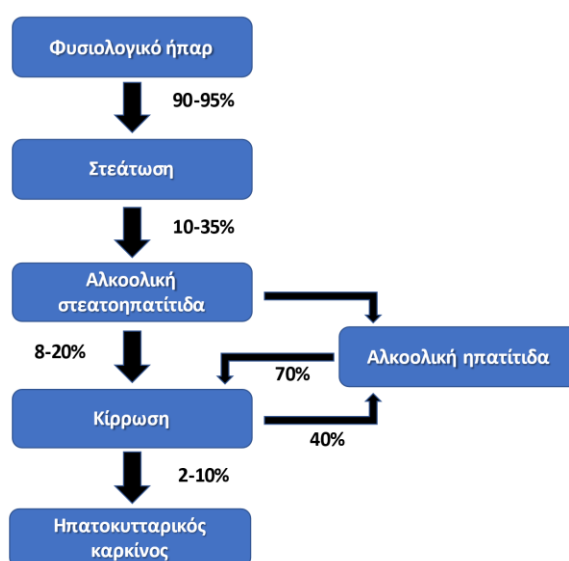 Φυσιολογικό ήπαρ
90-95%
Στεάτωση
10-35%
Αλκοολική
στεατοηπατίτιδα
8-20%
70%
Αλκοολική ηπατίτιδα
Κίρρωση
40%
2-10%
Ηπατοκυτταρικός
καρκίνος